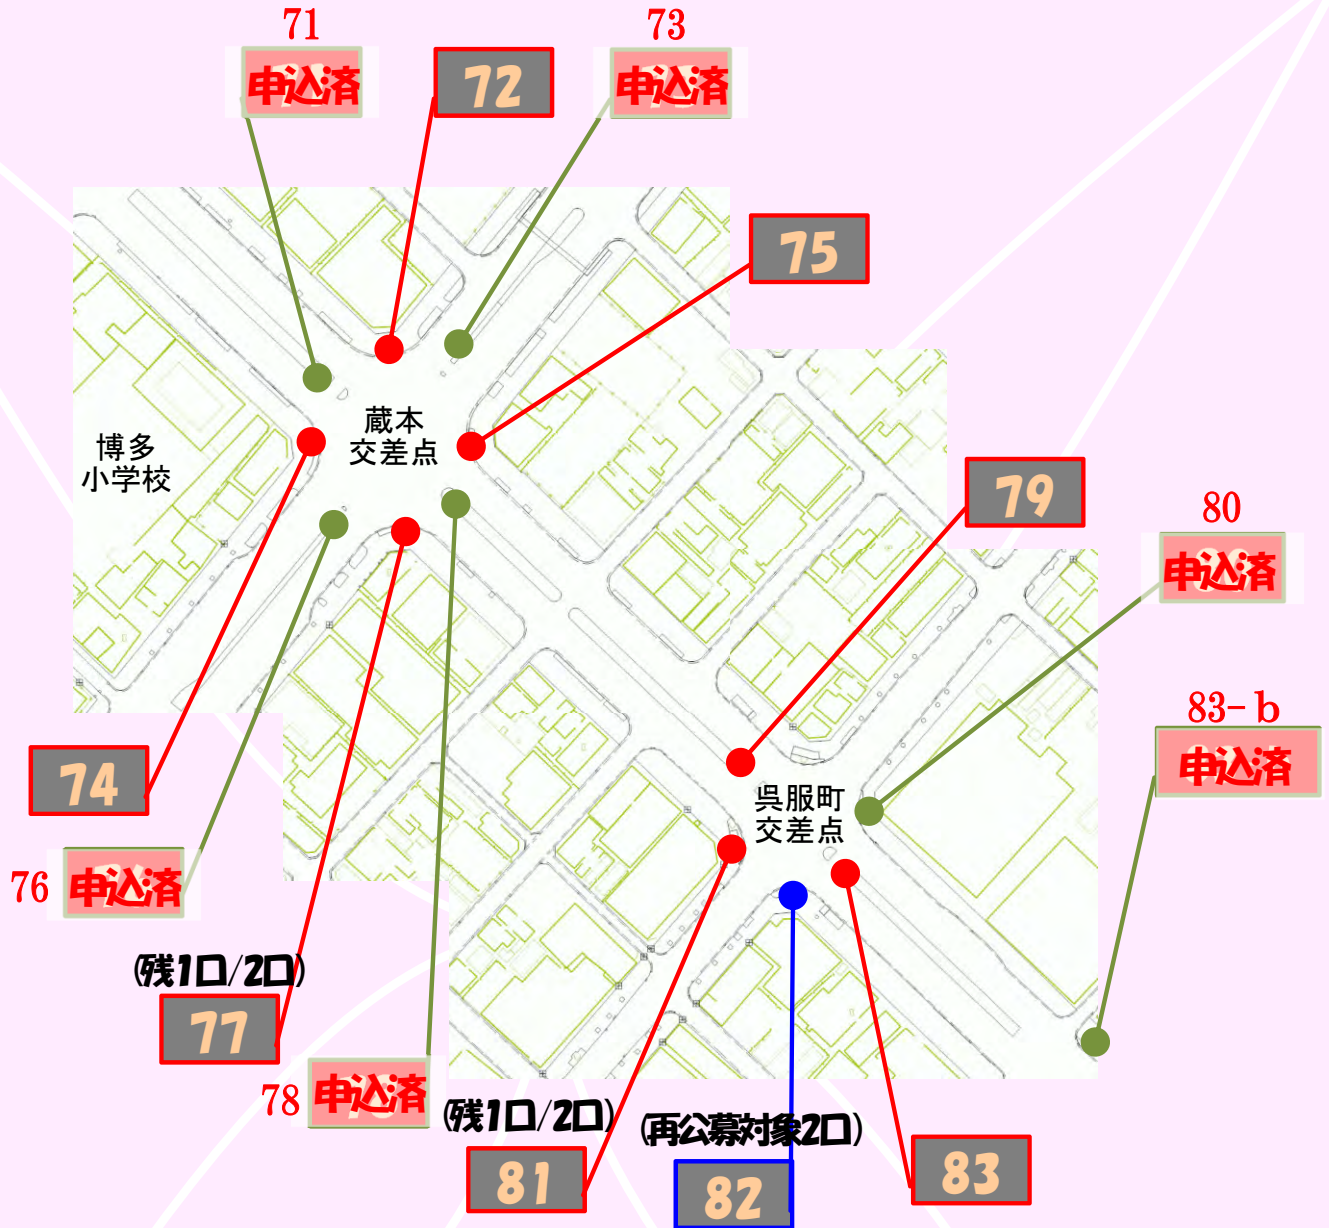 71
申込済
72
73
申込済
75
蔵本
交差点
博多
小学校
79
80
申込済
83-b
申込済
74
呉服町
交差点
76
申込済
(残1口/2口)
77
78
申込済
(残1口/2口)
81
(再公募対象2口)
82
83